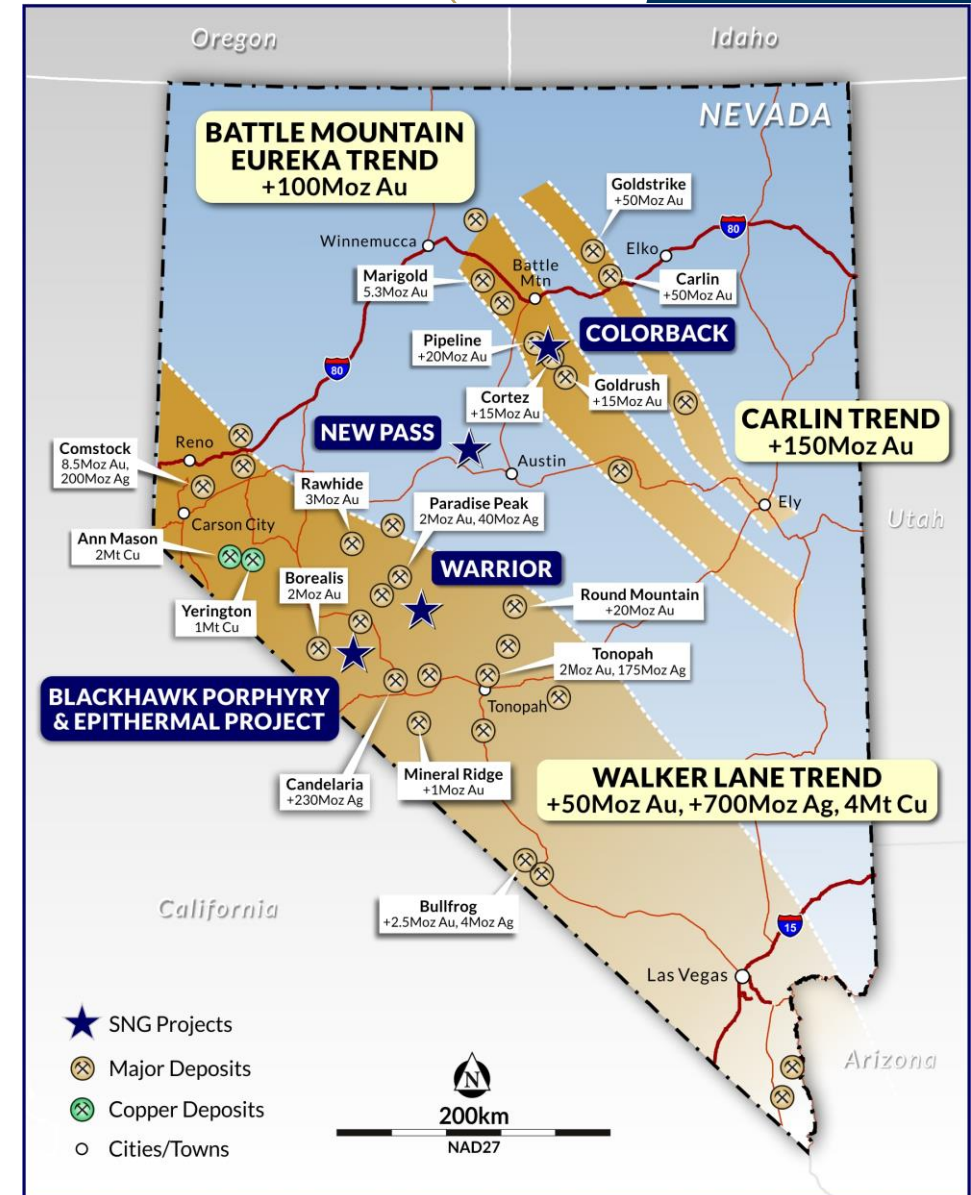 Oregon
Idaho
NEVADA
BATTLE MOUNTAIN
EUREKA TREND
+100Moz Au
Goldstrike
+50Moz Au
80
Winnemucca
Elko
Battle
Mtn
Marigold
5.3Moz Au
Carlin
+50Moz Au
Pipeline
+20Moz Au
COLORBACK
80
Cortez
+15Moz Au
Goldrush
+15Moz Au
CARLIN TREND
+150Moz Au
NEW PASS
Reno
Comstock
8.5Moz Au,
200Moz Ag
Austin
Rawhide
3Moz Au
Paradise Peak
2Moz Au, 40Moz Ag
Ely
Utah
Carson City
Ann Mason
2Mt Cu
WARRIOR
Borealis
2Moz Au
Yerington
1Mt Cu
Round Mountain
+20Moz Au
Tonopah
2Moz Au, 175Moz Ag
BLACKHAWK PORPHYRY
& EPITHERMAL PROJECT
Tonopah
Candelaria
+230Moz Ag
Mineral Ridge
+1Moz Au
WALKER LANE TREND
+50Moz Au, +700Moz Ag, 4Mt Cu
California
Bullfrog
+2.5Moz Au, 4Moz Ag
15
Las Vegas
Arizona
SNG Projects
Major Deposits
Copper Deposits
Cities/Towns
N
200km
NAD27